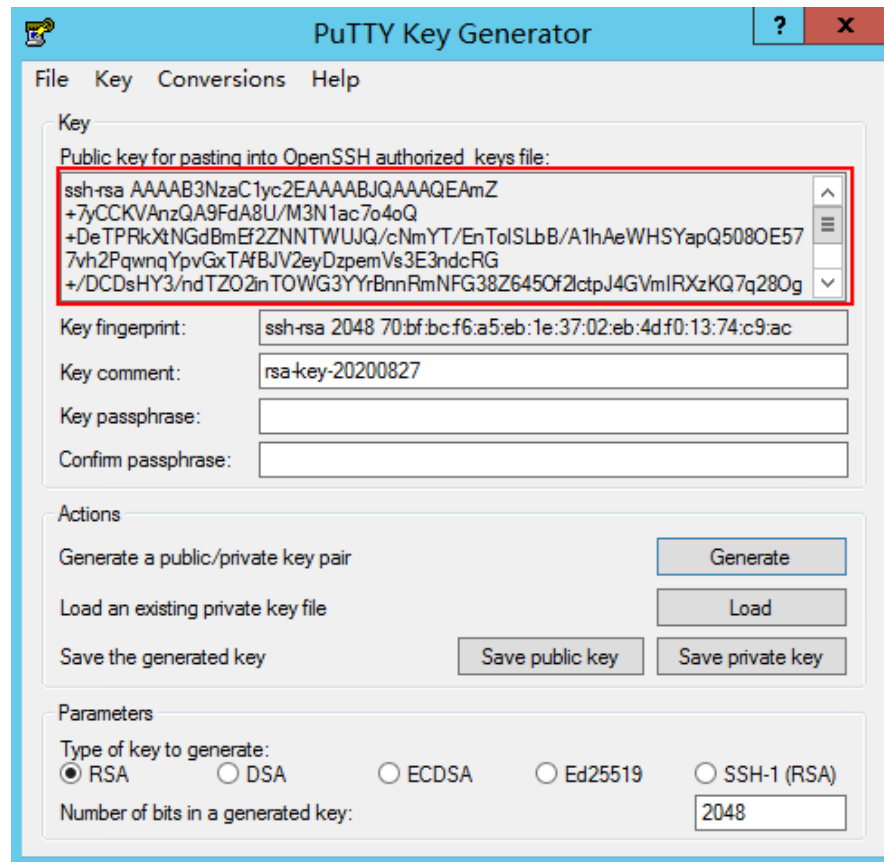 PuTTY Key Generator
? x
File Key Conversions Help
Key
Public key for pasting into OpenSSH authorized_keys file:
ssh-rsa AAAAB3NzaC1yc2EAAAABJQAAAQEAmZ
+7yCCKVAnzQA9FdA8U/M3N1ac7o4oQ
+DeTPRkXtNGdBmEf2ZNNTWUJQ/cNmYT/EnTolSLbB/A1hAeWHSYapQ508OE57
7vh2PqwnqYpvGxTAfBJV2eyDzpemVs3E3ndcRG
+/DCDsHY3/ndTZO2inTOWG3YYrBnnRmNFG38Z645Of2lctpJ4GVmIRXzKQ7q28Og
Key fingerprint: ssh-rsa 2048 70:bf:bc:f6:a5:eb:1e:37:02:eb:4d:f0:13:74:c9:ac
Key comment: rsa-key-20200827
Key passphrase:
Confirm passphrase:
Actions
Generate a public/private key pair Generate
Load an existing private key file Load
Save the generated key Save public key Save private key
Parameters
Type of key to generate:
RSA DSA ECDSA Ed25519 SSH-1 (RSA)
Number of bits in a generated key: 2048